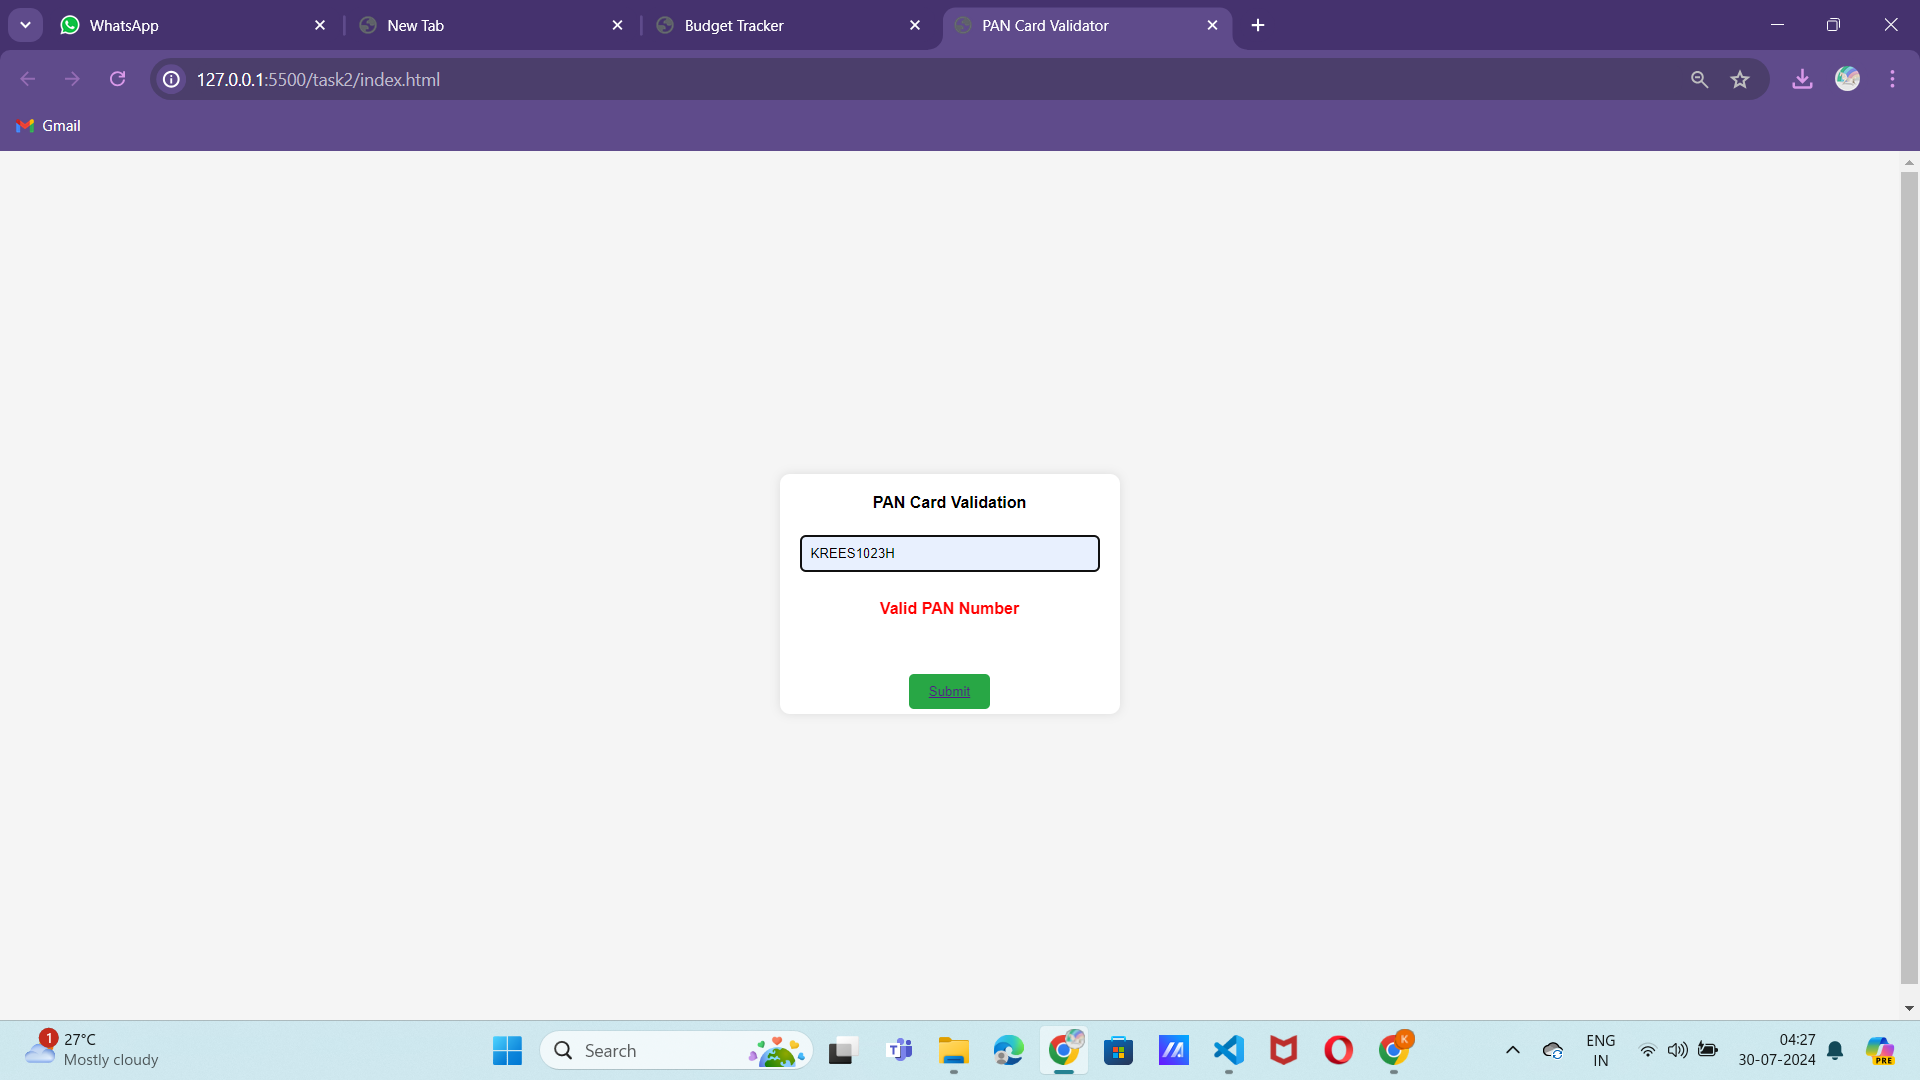 WhatsApp
New Tab
Budget Tracker
PAN Card Validator
127.0.0.1:5500/task2/index.html
Gmail
PAN Card Validation
KREES1023H
Valid PAN Number
Submit
1
27°C
Mostly cloudy
Search
K
ENG
IN
04:27
30-07-2024
PRE